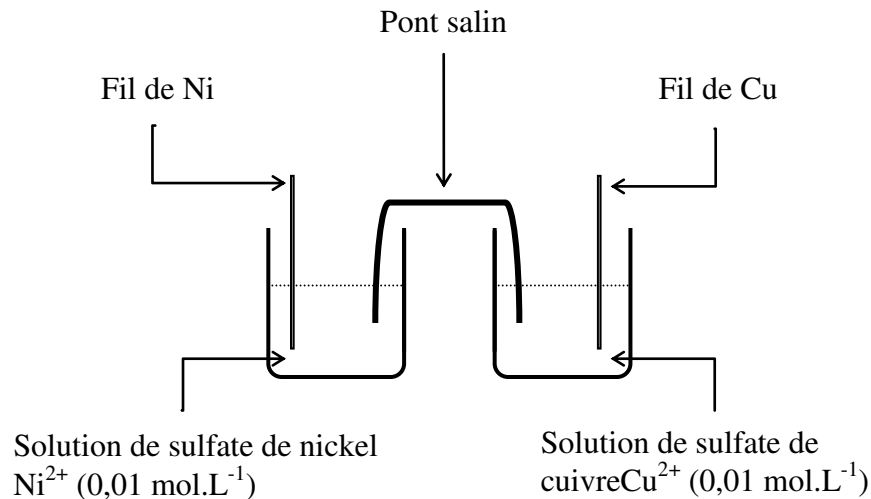 Pont salin
Fil de Ni
Fil de Cu
Solution de sulfate de nickel
Ni²⁺ (0,01 mol.L⁻¹)
Solution de sulfate de
cuivreCu²⁺ (0,01 mol.L⁻¹)